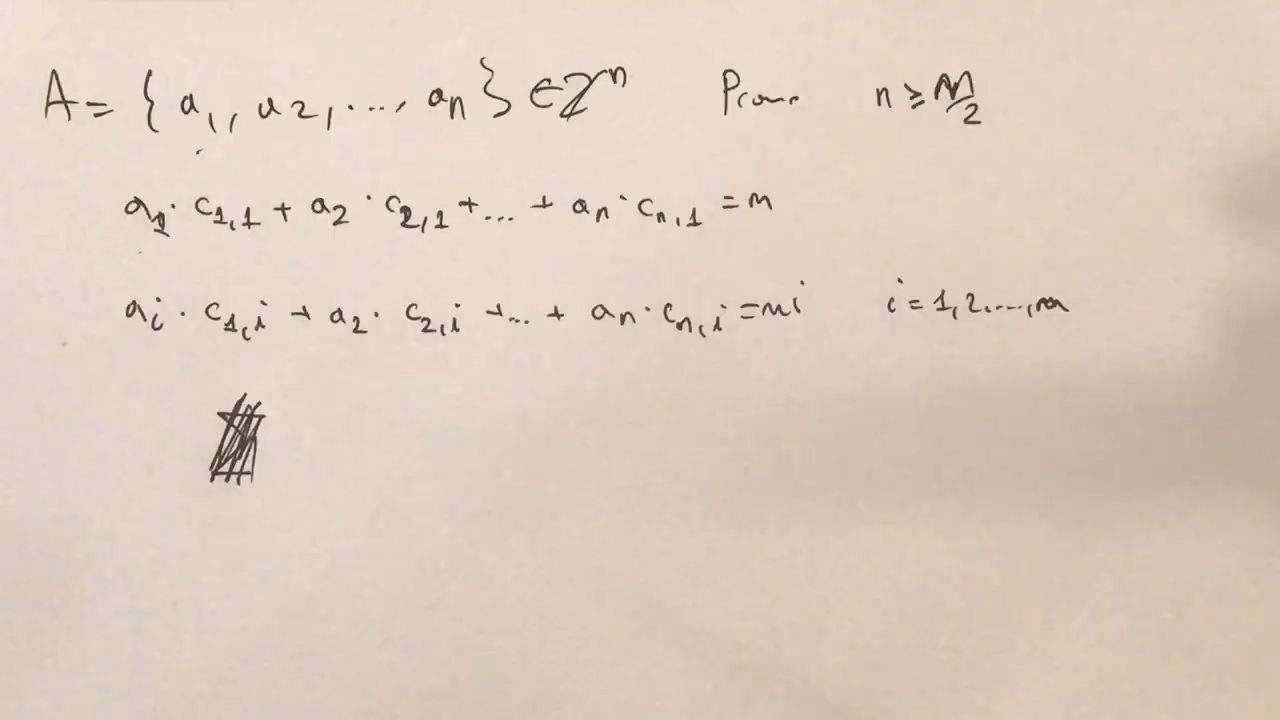 A = { a₁, a2, ..., aₙ } ∈ ℤⁿ   n ≥ m/2
a₁ · c₁,₁ + a₂ · c₂,₁ + ... + aₙ · cₙ,₁ = m
aᵢ · c₁,ᵢ + a₂ · c₂,ᵢ + ... + aₙ · cₙ,ᵢ = mⁱ   i = 1, 2, ..., m